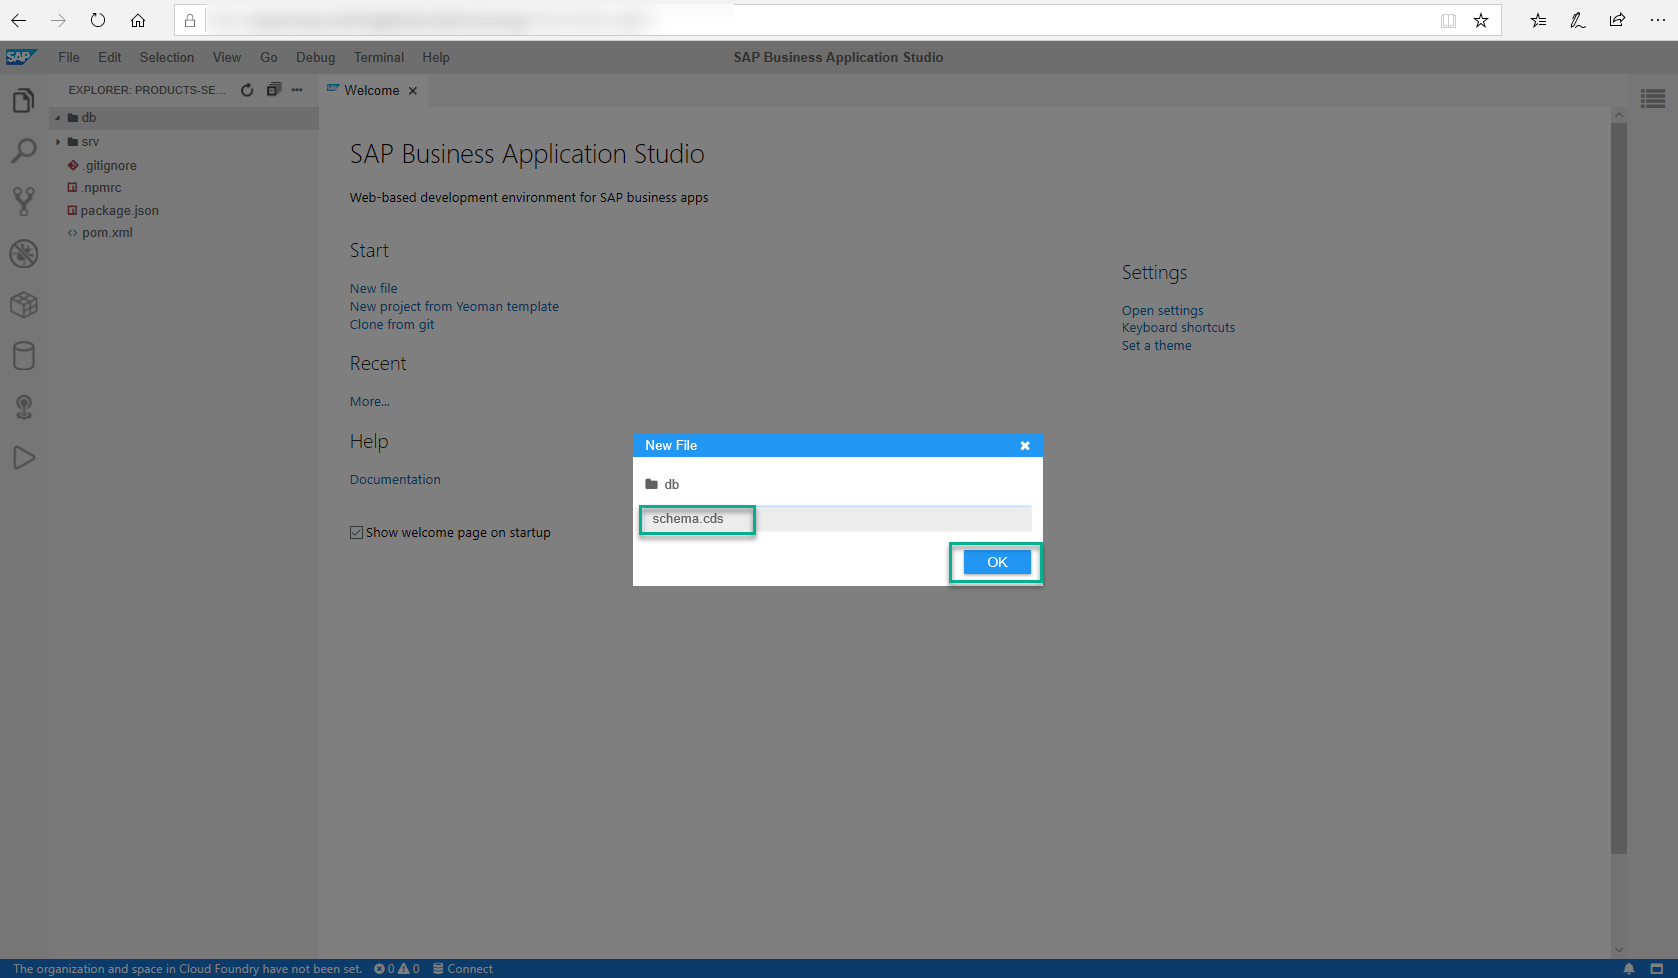 SAP File Edit Selection View Go Debug Terminal Help SAP Business Application Studio
EXPLORER: PRODUCTS-SE... Welcome
db
srv
.gitignore
.npmrc
package.json
pom.xml
SAP Business Application Studio
Web-based development environment for SAP business apps
Start
New file
New project from Yeoman template
Clone from git
Recent
More...
Help
Documentation
Show welcome page on startup
Settings
Open settings
Keyboard shortcuts
Set a theme
New File
db
schema.cds
OK
The organization and space in Cloud Foundry have not been set. 0 0 Connect